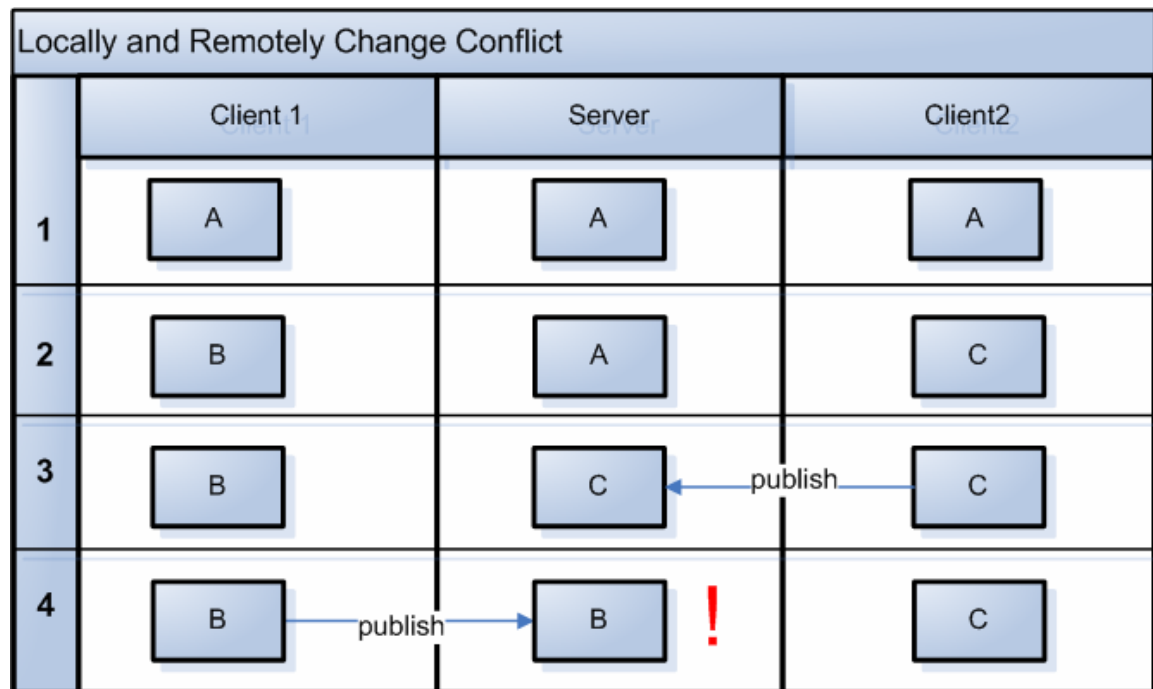 Locally and Remotely Change Conflict
Client 1 Server Client2
1 A A A
2 B A C
3 B C publish C
4 B publish B ! C